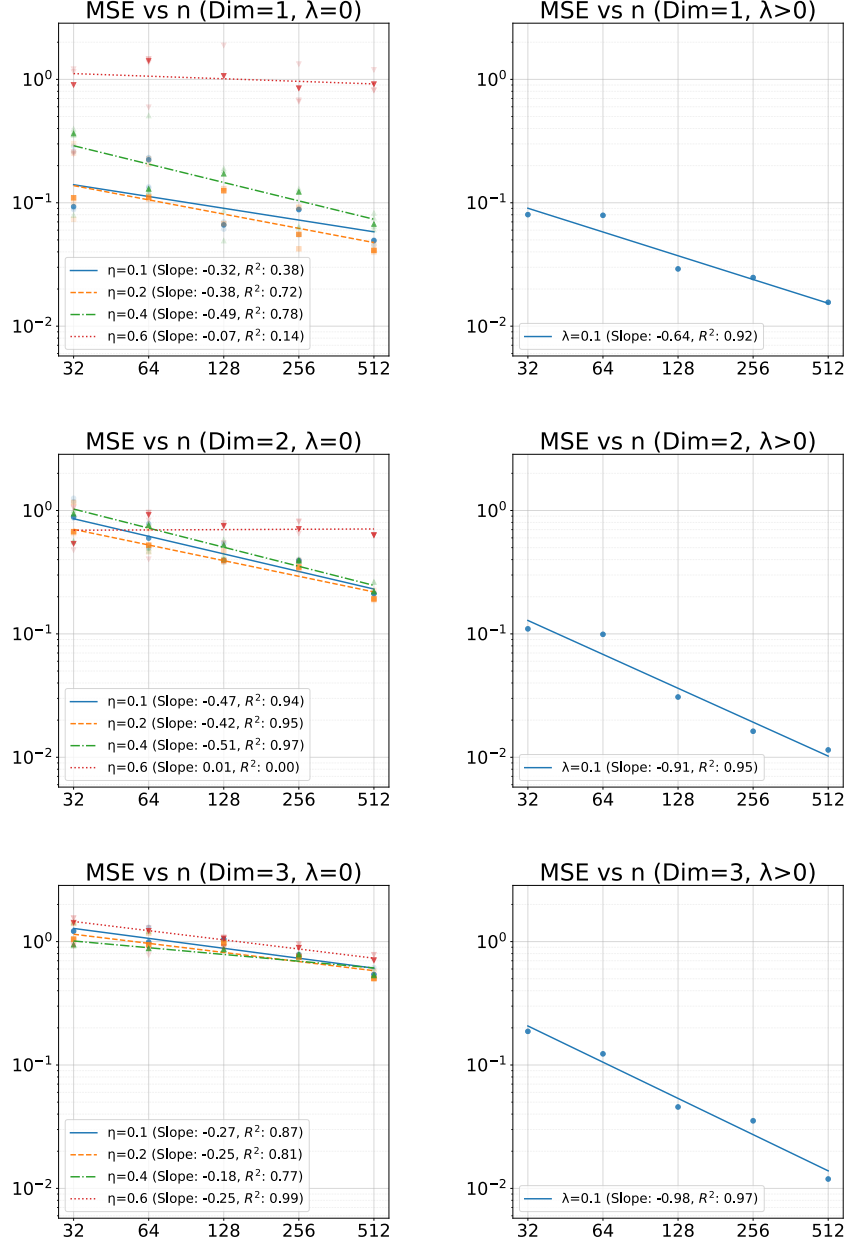 MSE vs n (Dim=1, λ=0)
10⁰
10⁻¹
10⁻²
η=0.1 (Slope: -0.32, R²: 0.38)
η=0.2 (Slope: -0.38, R²: 0.72)
η=0.4 (Slope: -0.49, R²: 0.78)
η=0.6 (Slope: -0.07, R²: 0.14)
32 64 128 256 512
MSE vs n (Dim=1, λ>0)
10⁰
10⁻¹
10⁻²
λ=0.1 (Slope: -0.64, R²: 0.92)
32 64 128 256 512
MSE vs n (Dim=2, λ=0)
10⁰
10⁻¹
10⁻²
η=0.1 (Slope: -0.47, R²: 0.94)
η=0.2 (Slope: -0.42, R²: 0.95)
η=0.4 (Slope: -0.51, R²: 0.97)
η=0.6 (Slope: 0.01, R²: 0.00)
32 64 128 256 512
MSE vs n (Dim=2, λ>0)
10⁰
10⁻¹
10⁻²
λ=0.1 (Slope: -0.91, R²: 0.95)
32 64 128 256 512
MSE vs n (Dim=3, λ=0)
10⁰
10⁻¹
10⁻²
η=0.1 (Slope: -0.27, R²: 0.87)
η=0.2 (Slope: -0.25, R²: 0.81)
η=0.4 (Slope: -0.18, R²: 0.77)
η=0.6 (Slope: -0.25, R²: 0.99)
32 64 128 256 512
MSE vs n (Dim=3, λ>0)
10⁰
10⁻¹
10⁻²
λ=0.1 (Slope: -0.98, R²: 0.97)
32 64 128 256 512